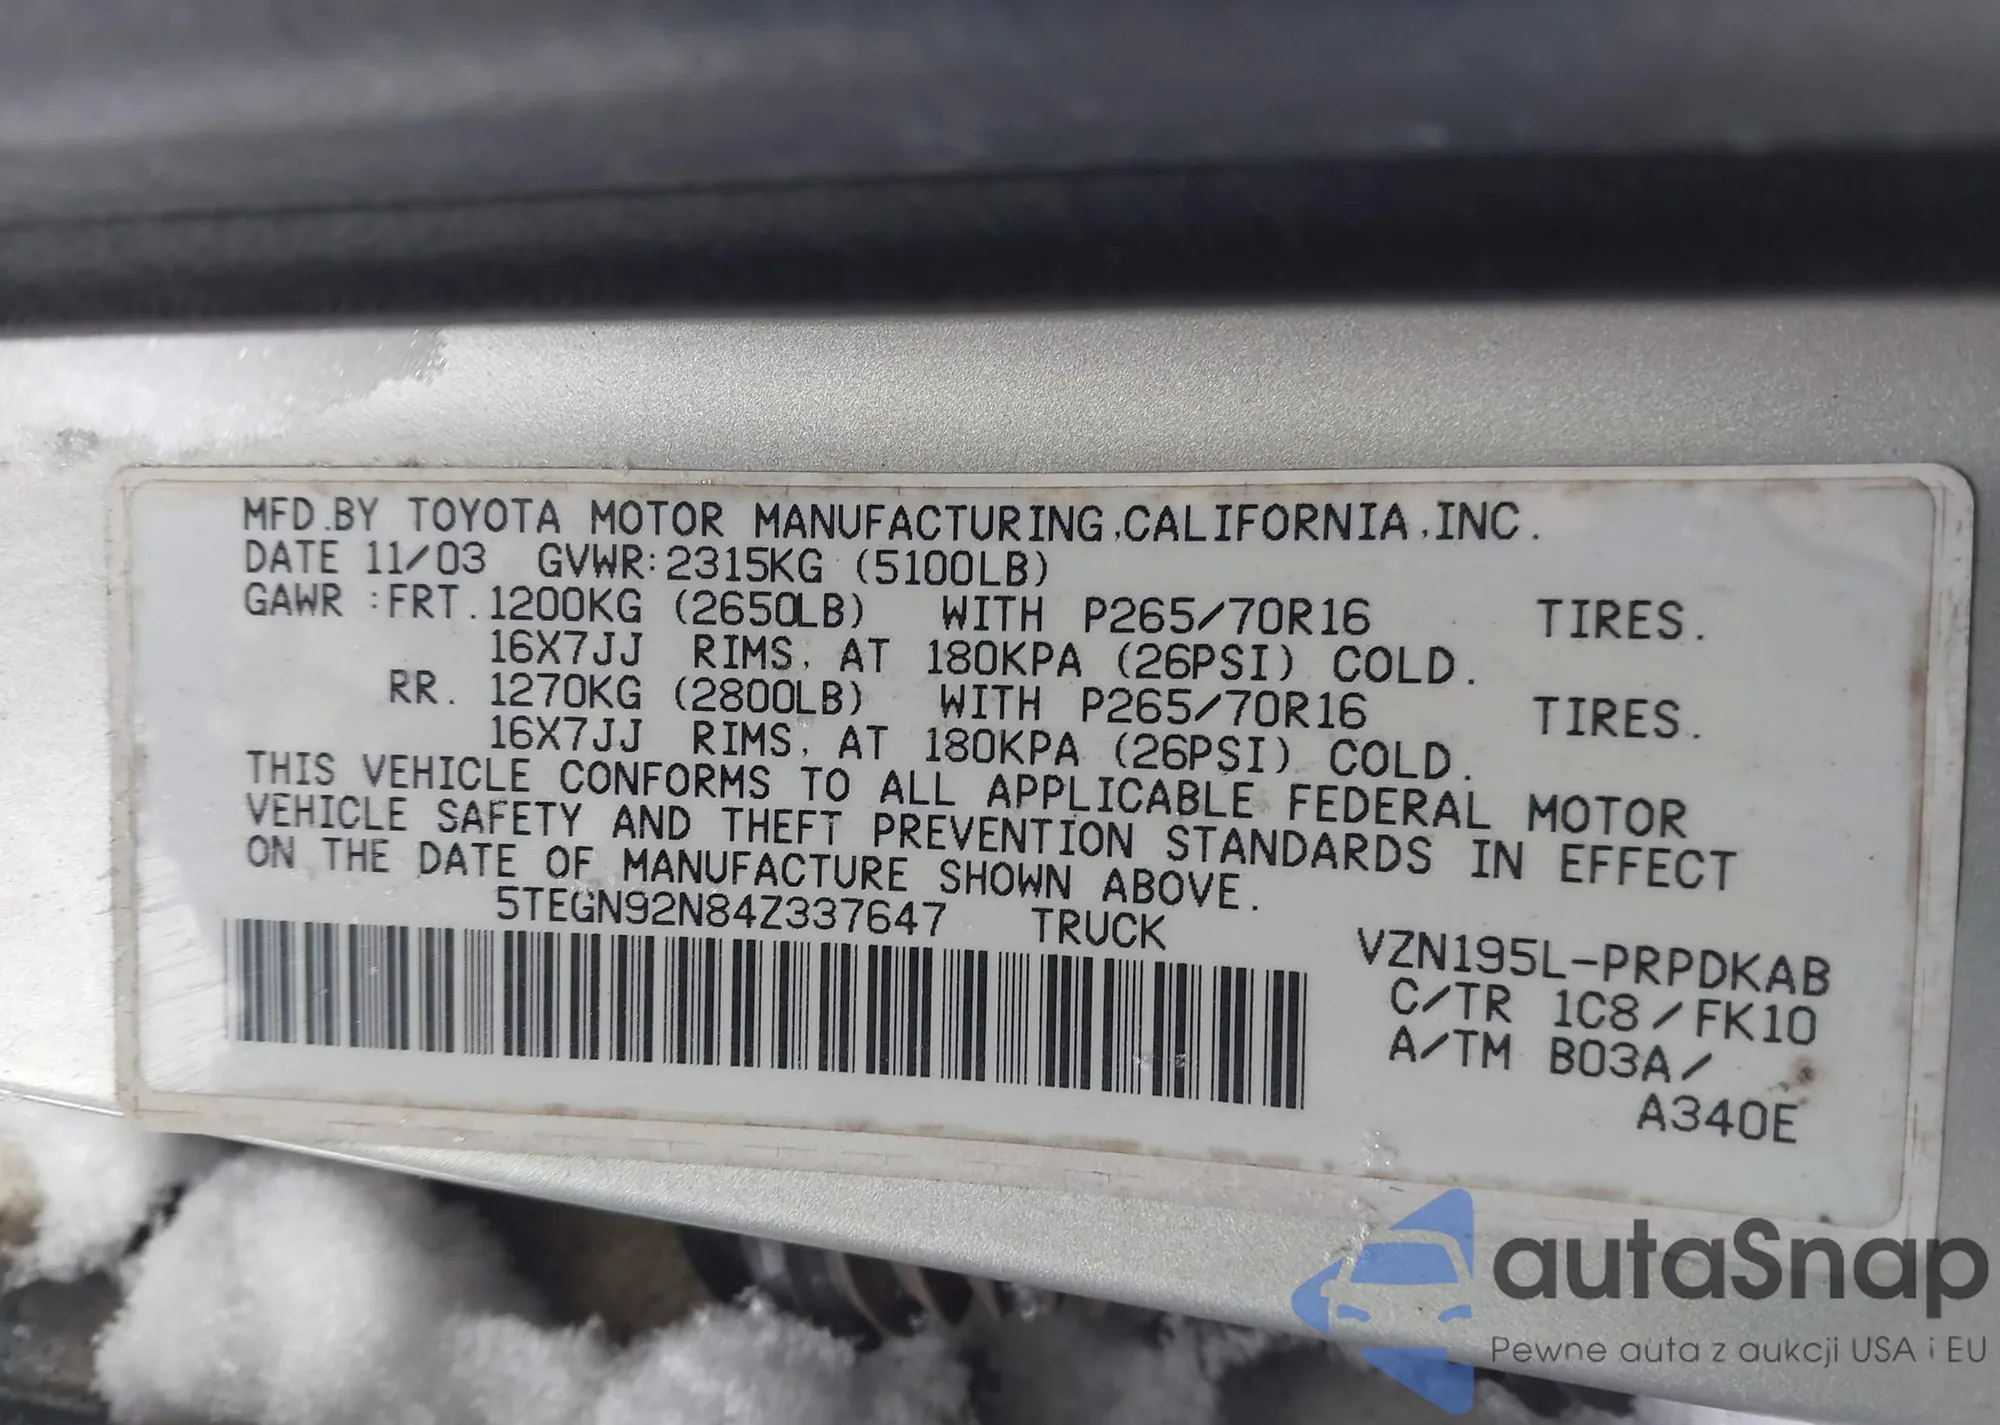 MFD.BY TOYOTA MOTOR MANUFACTURING,CALIFORNIA,INC.
DATE 11/03 GVWR:2315KG (5100LB)
GAWR :FRT. 1200KG (2650LB) WITH P265/70R16 TIRES.
16X7JJ RIMS, AT 180KPA (26PSI) COLD.
RR. 1270KG (2800LB) WITH P265/70R16 TIRES.
16X7JJ RIMS, AT 180KPA (26PSI) COLD.
THIS VEHICLE CONFORMS TO ALL APPLICABLE FEDERAL MOTOR
VEHICLE SAFETY AND THEFT PREVENTION STANDARDS IN EFFECT
ON THE DATE OF MANUFACTURE SHOWN ABOVE.
5TEGN92N84Z337647 TRUCK
VZN195L-PRPDKAB
C/TR 1C8/FK10
A/TM B03A/
A340E
autaSnap
Pewne auta z aukcji USA i EU